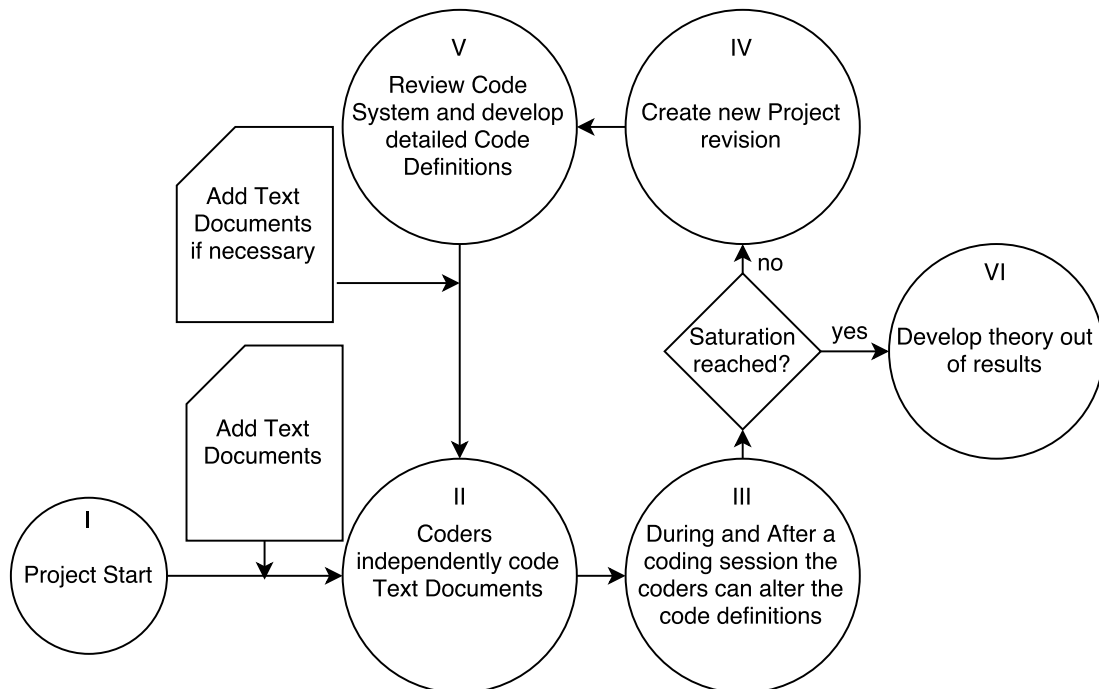 V
Review Code
System and develop
detailed Code
Definitions
IV
Create new Project
revision
Add Text
Documents
if necessary
no
VI
Develop theory out
of results
Saturation
reached?
yes
Add Text
Documents
I
Project Start
II
Coders
independently code
Text Documents
III
During and After a
coding session the
coders can alter the
code definitions